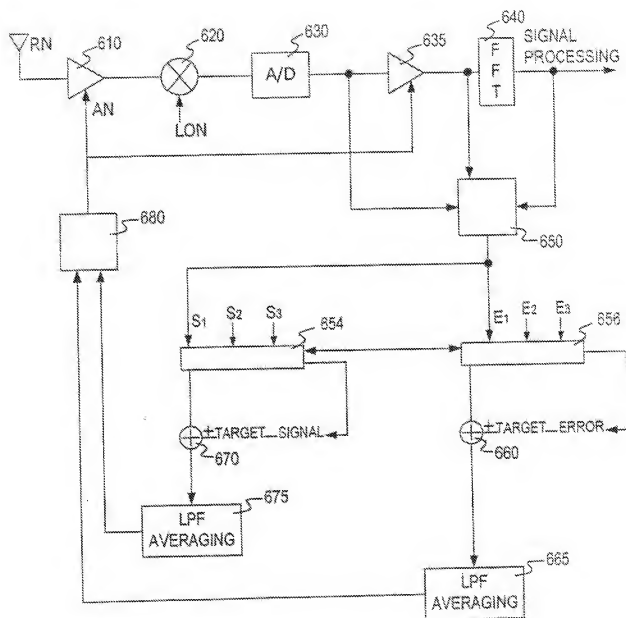 RN
610
620
630
635
640
SIGNAL
PROCESSING
A/D
F
F
T
AN
LON
680
650
S1
S2
S3
654
E1
E2
E3
656
±TARGET_SIGNAL
670
±TARGET_ERROR
660
675
LPF
AVERAGING
665
LPF
AVERAGING